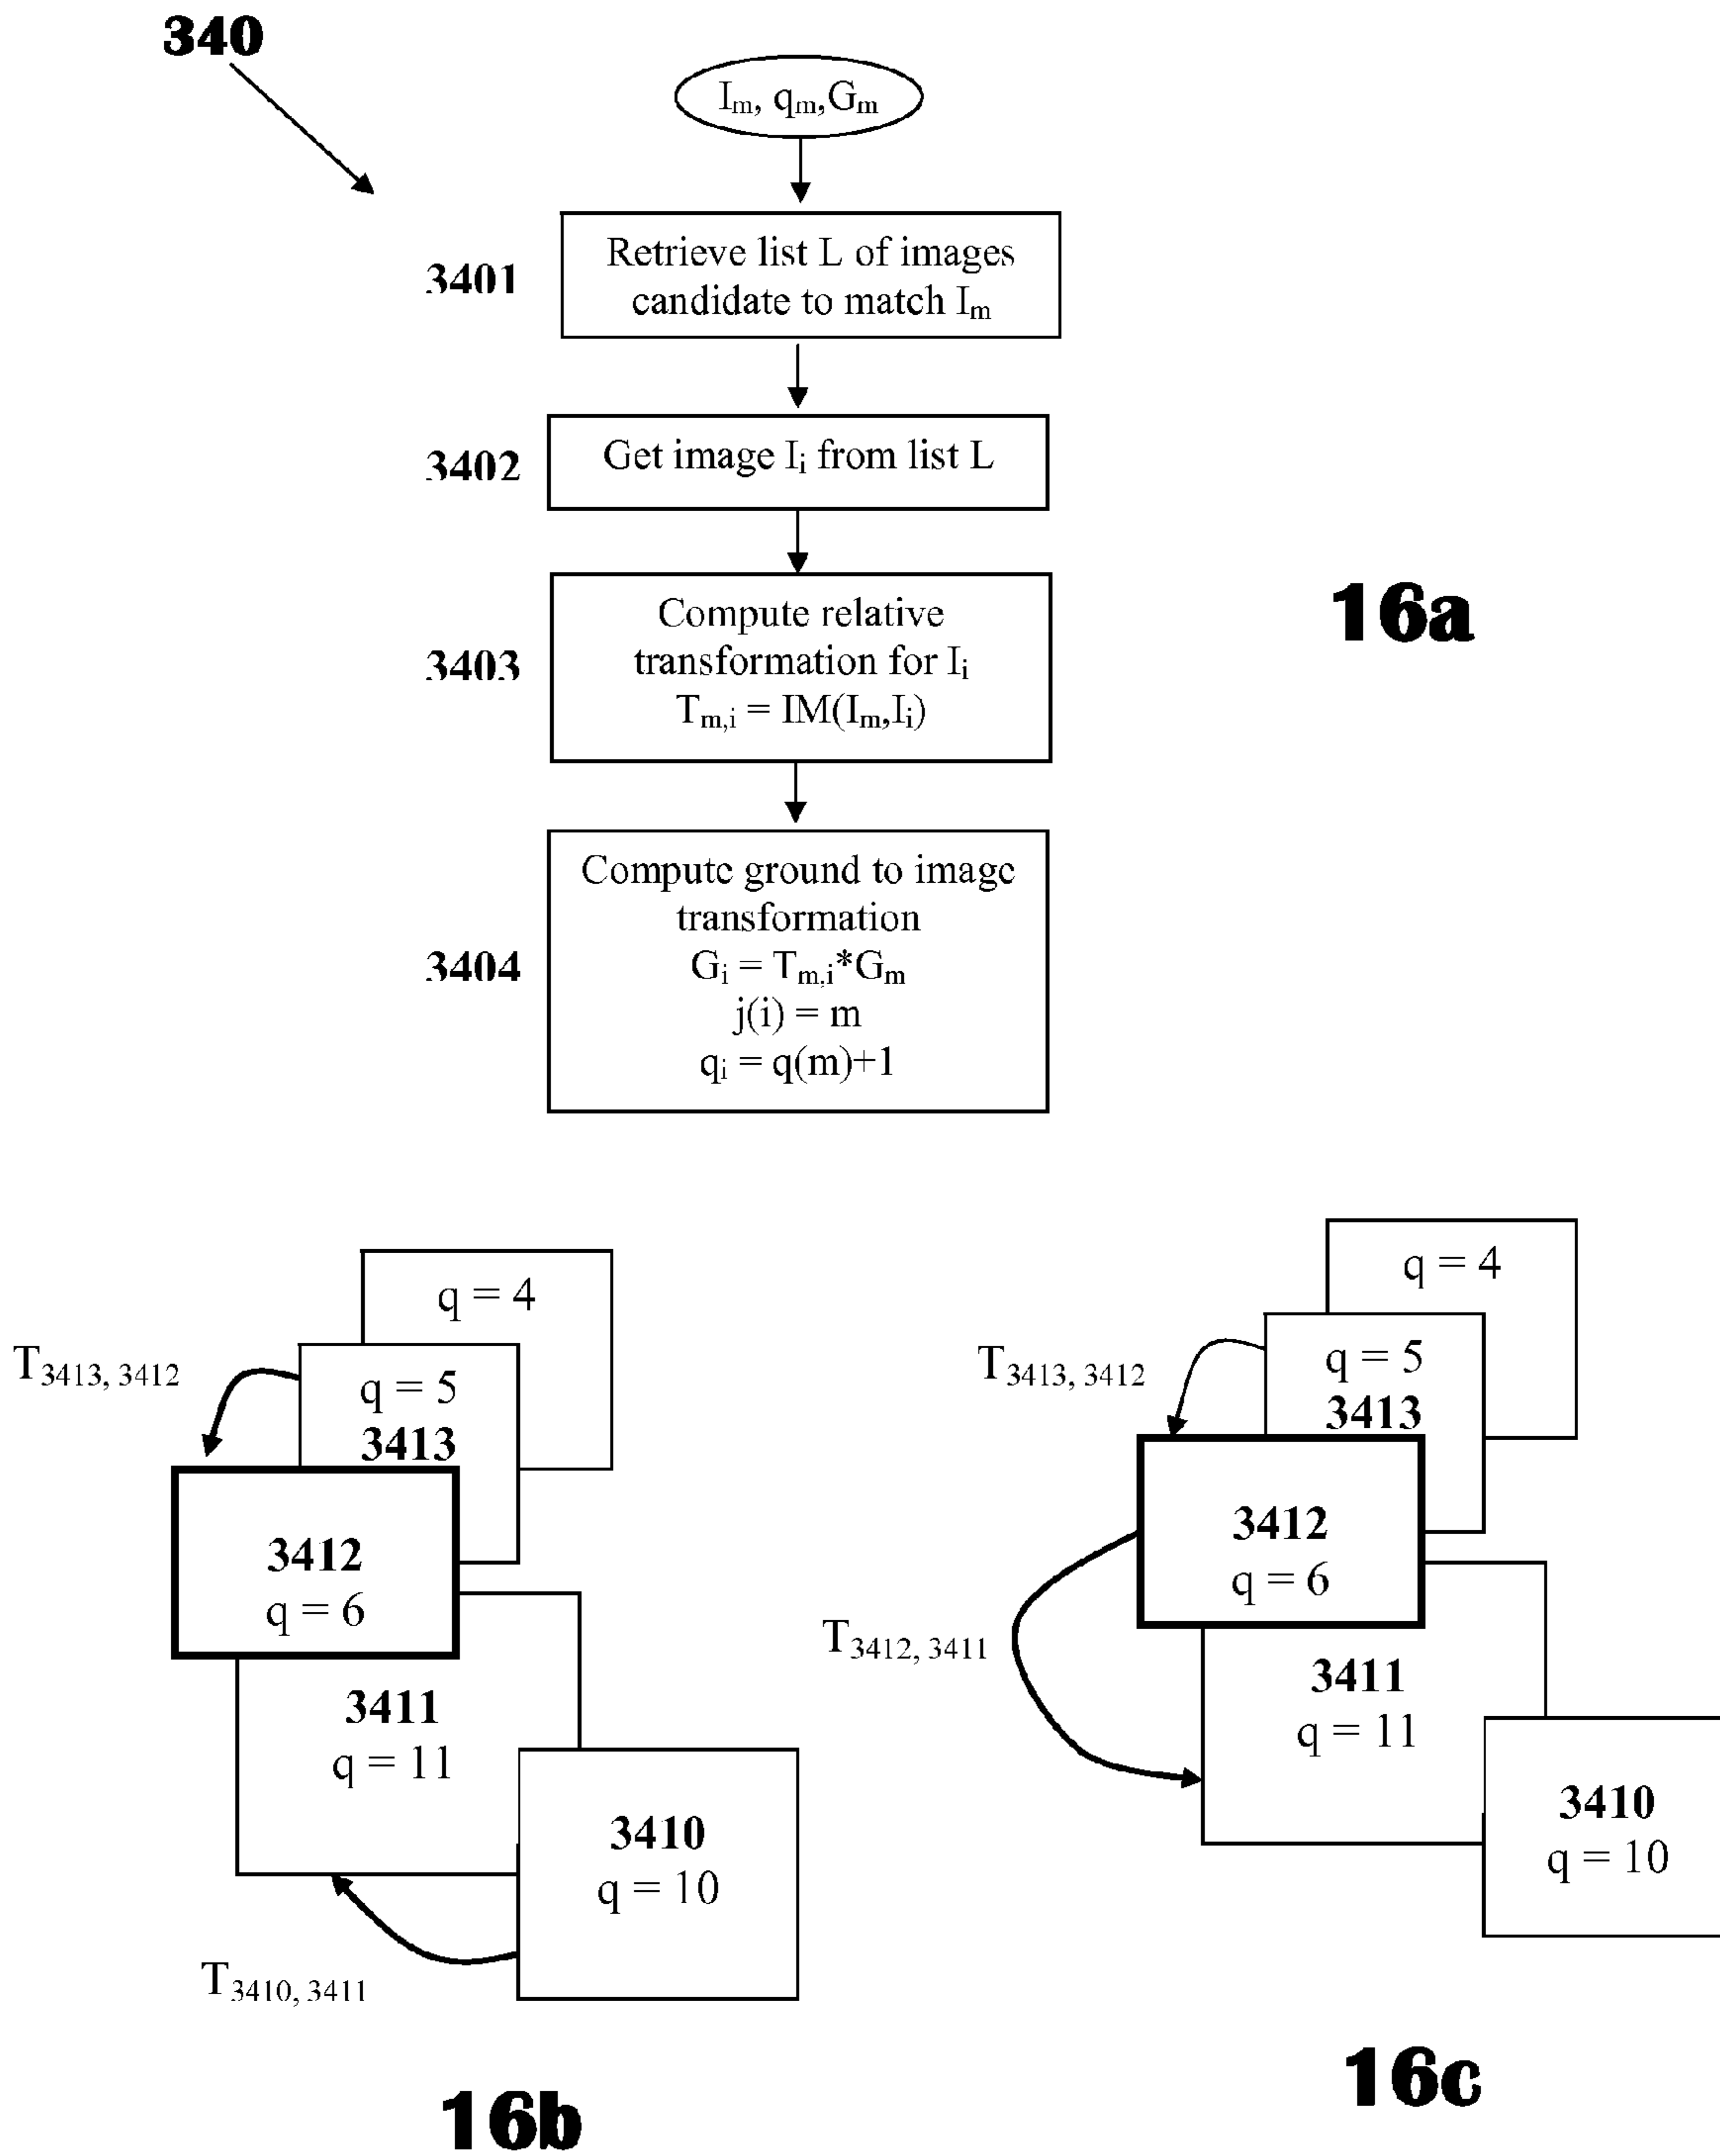 340
Im, qm,Gm
3401
Retrieve list L of images
candidate to match Im
3402
Get image Ii from list L
3403
Compute relative
transformation for Ii
Tm,i = IM(Im,Ii)
16a
3404
Compute ground to image
transformation
Gi = Tm,i*Gm
j(i) = m
qi = q(m)+1
q = 4
T3413, 3412
q = 5
3413
3412
q = 6
3411
q = 11
3410
q = 10
T3410, 3411
16b
q = 4
T3413, 3412
q = 5
3413
3412
q = 6
T3412, 3411
3411
q = 11
3410
q = 10
16c